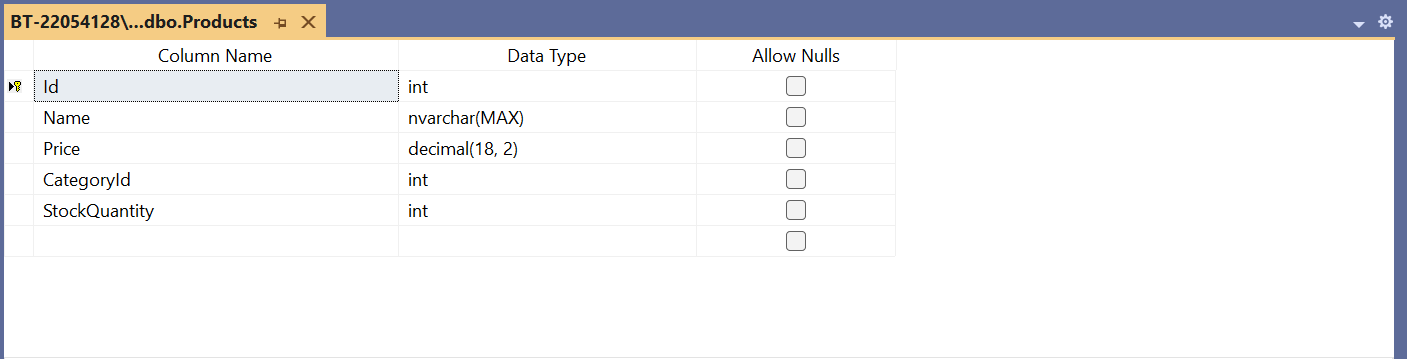 BT-22054128\...dbo.Products
Column Name Data Type Allow Nulls
Id int
Name nvarchar(MAX)
Price decimal(18, 2)
CategoryId int
StockQuantity int